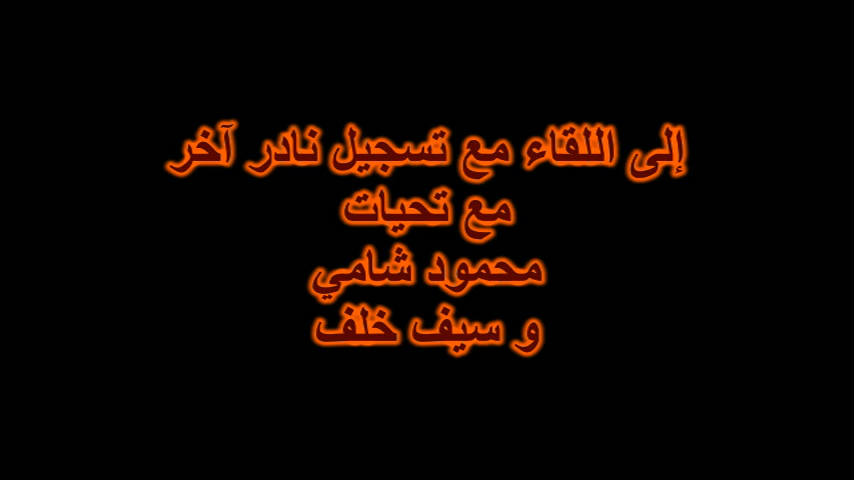 إلى اللقاء مع تسجيل نادر آخر
مع تحيات
محمود شامي
و سيف خلف